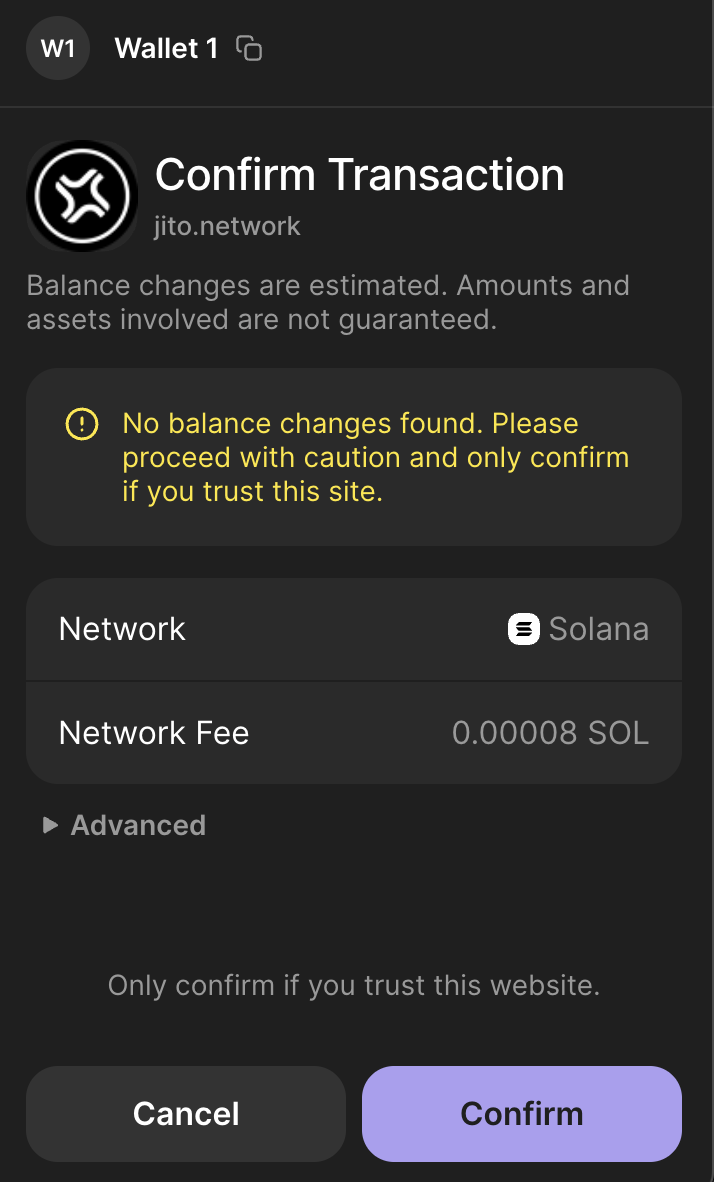 W1 Wallet 1
Confirm Transaction
jito.network
Balance changes are estimated. Amounts and
assets involved are not guaranteed.
No balance changes found. Please
proceed with caution and only confirm
if you trust this site.
Network Solana
Network Fee 0.00008 SOL
Advanced
Only confirm if you trust this website.
Cancel Confirm